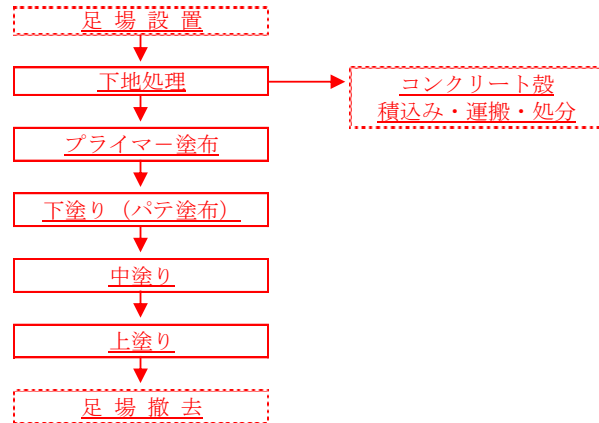 足 場 設 置
下地処理
コンクリート殻
積込み・運搬・処分
プライマ－塗布
下塗り（パテ塗布）
中塗り
上塗り
足 場 撤 去